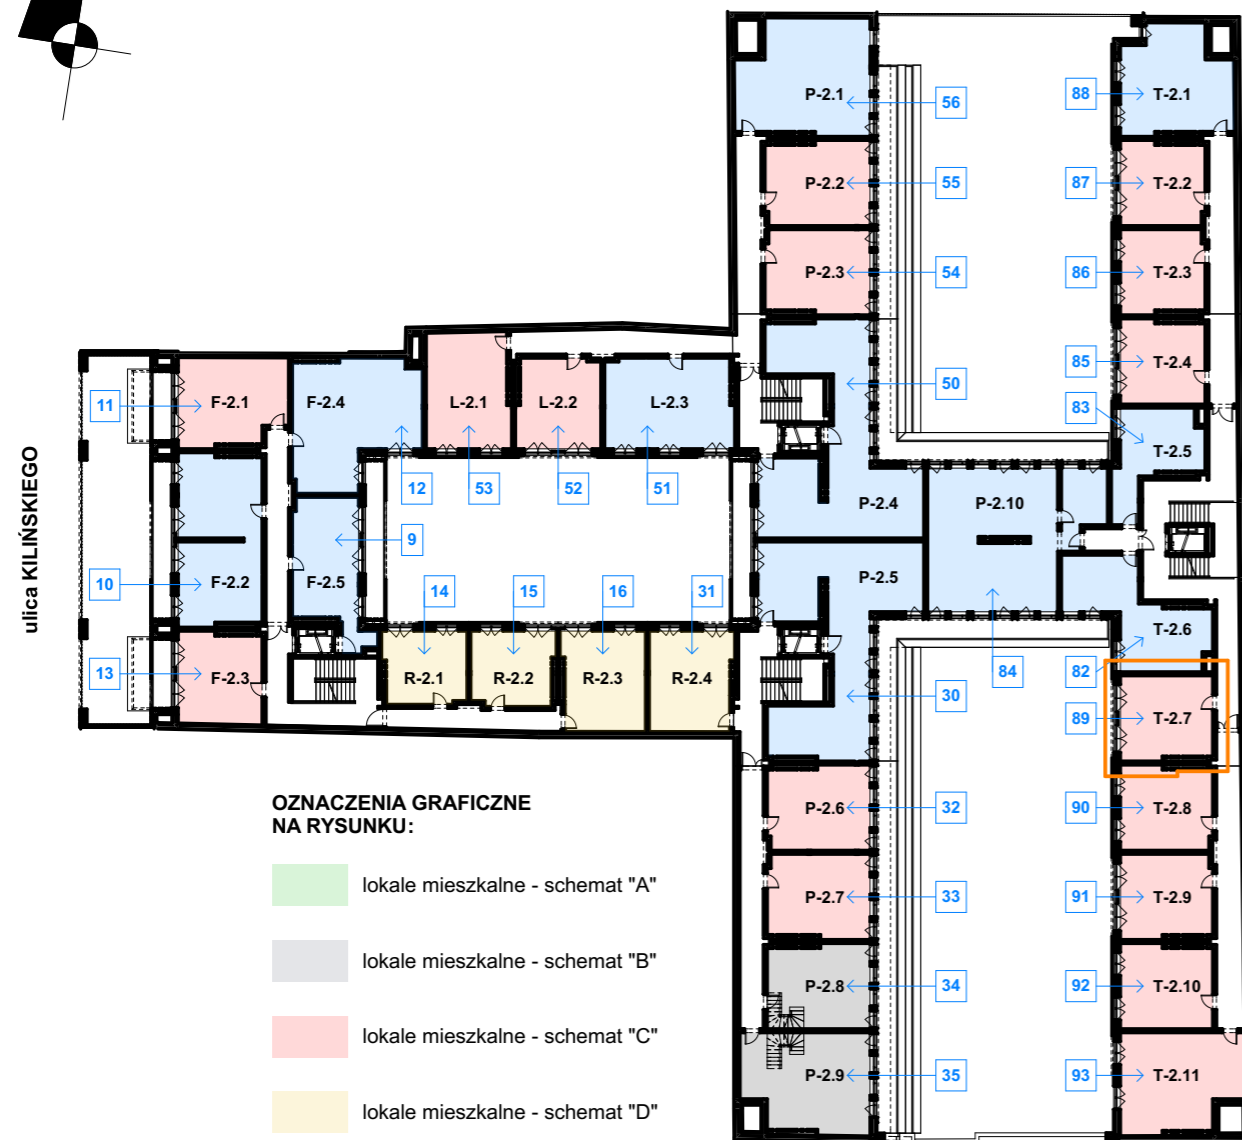 P-2.1
56
88
T-2.1
P-2.2
55
87
T-2.2
P-2.3
54
86
T-2.3
85
T-2.4
50
83
T-2.5
11
F-2.1
F-2.4
L-2.1
L-2.2
L-2.3
12
53
52
51
P-2.4
P-2.10
ulica KILIŃSKIEGO
9
10
F-2.2
F-2.5
P-2.5
14
15
16
31
T-2.6
13
F-2.3
R-2.1
R-2.2
R-2.3
R-2.4
30
84
82
89
T-2.7
P-2.6
32
90
T-2.8
P-2.7
33
91
T-2.9
P-2.8
34
92
T-2.10
P-2.9
35
93
T-2.11
OZNACZENIA GRAFICZNE
NA RYSUNKU:
lokale mieszkalne - schemat "A"
lokale mieszkalne - schemat "B"
lokale mieszkalne - schemat "C"
lokale mieszkalne - schemat "D"